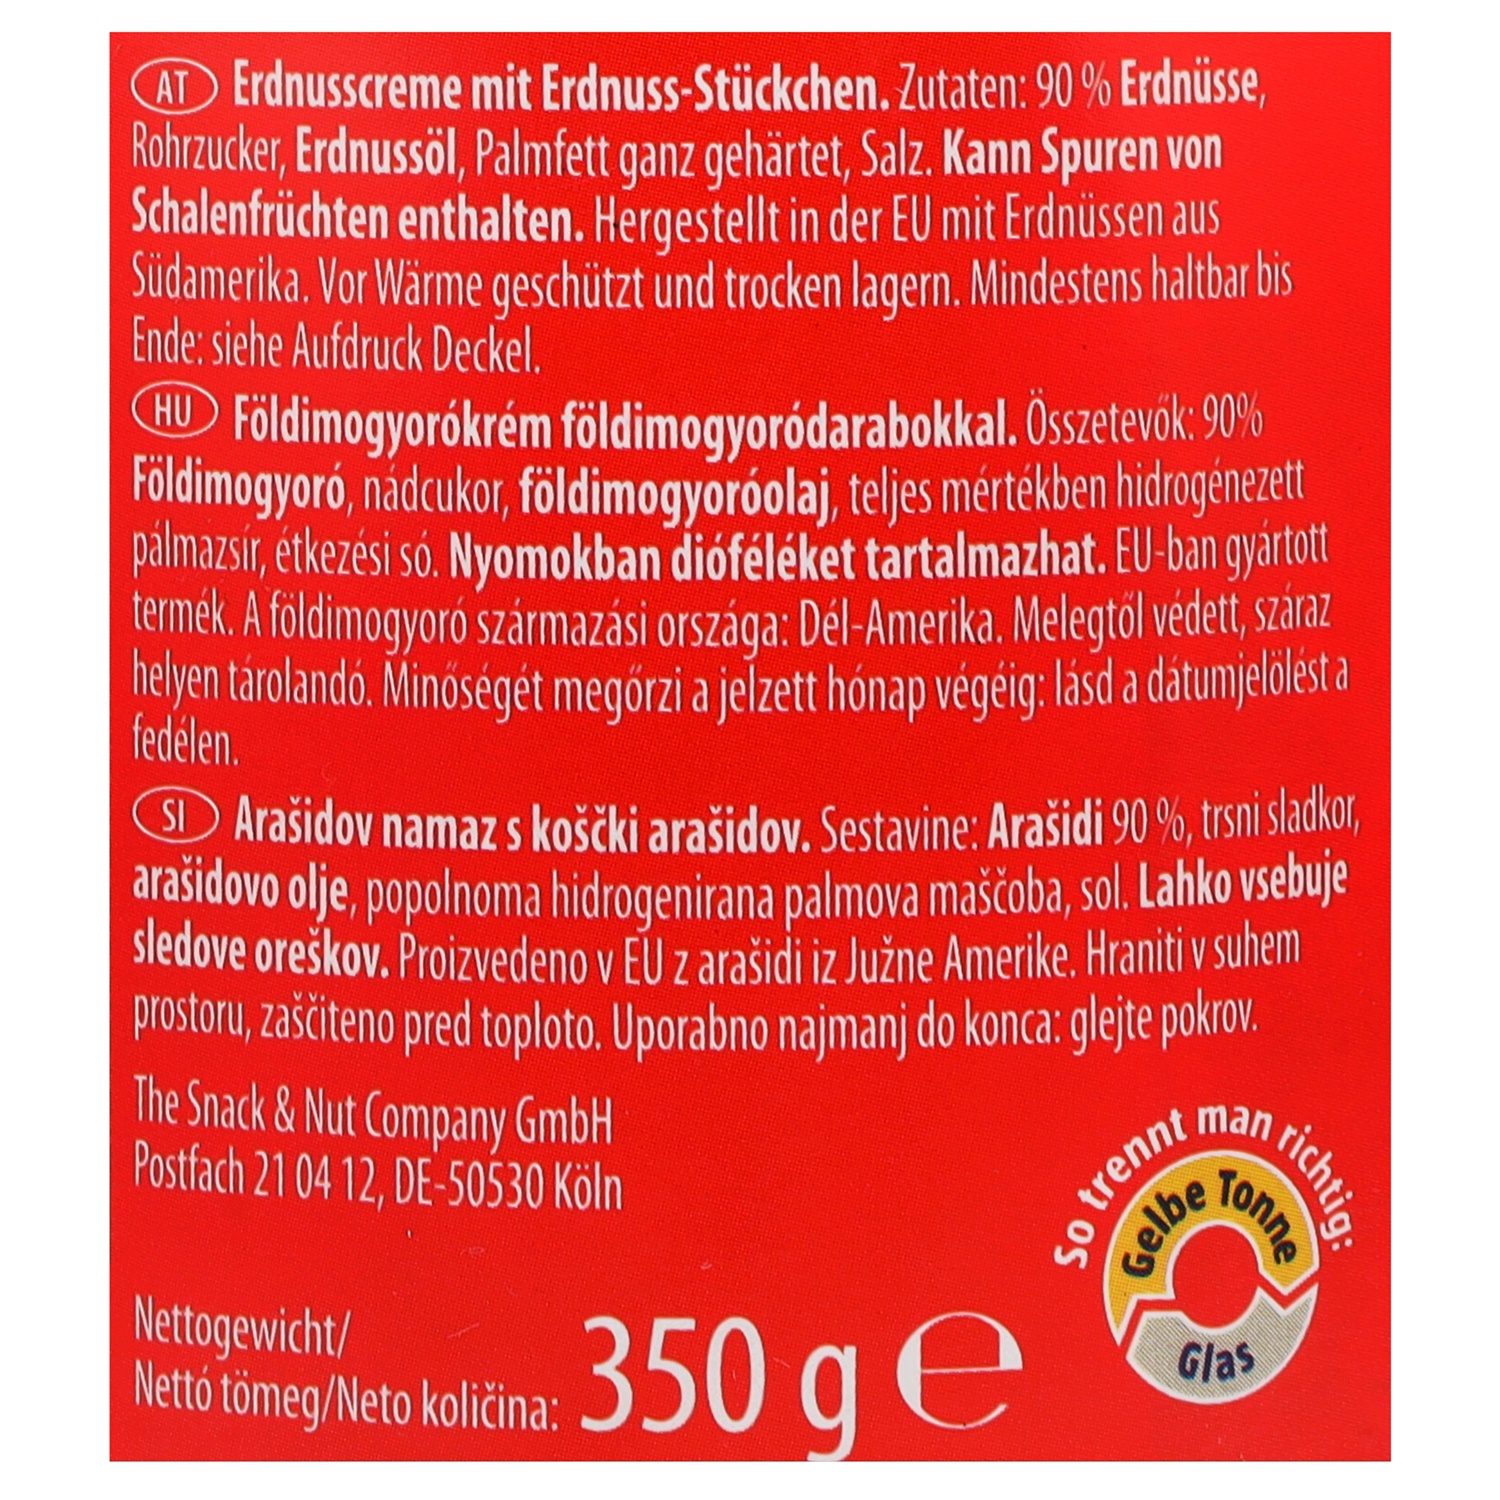 AT Erdnusscreme mit Erdnuss-Stückchen. Zutaten: 90 % Erdnüsse,
Rohrzucker, Erdnussöl, Palmfett ganz gehärtet, Salz. Kann Spuren von
Schalenfrüchten enthalten. Hergestellt in der EU mit Erdnüssen aus
Südamerika. Vor Wärme geschützt und trocken lagern. Mindestens haltbar bis
Ende: siehe Aufdruck Deckel.
HU Földimogyorókrém földimogyoródarabokkal. Összetevők: 90%
Földimogyoró, nádcukor, földimogyoróolaj, teljes mértékben hidrogénezett
pálmazsír, étkezési só. Nyomokban dióféléket tartalmazhat. EU-ban gyártott
termék. A földimogyoró származási országa: Dél-Amerika. Melegtől védett, száraz
helyen tárolandó. Minőségét megőrzi a jelzett hónap végéig: lásd a dátumjelölést a
fedélen.
SI Arašidov namaz s koščki arašidov. Sestavine: Arašidi 90 %, trsni sladkor,
arašidovo olje, popolnoma hidrogenirana palmova maščoba, sol. Lahko vsebuje
sledove oreškov. Proizvedeno v EU z arašidi iz Južne Amerike. Hraniti v suhem
prostoru, zaščiteno pred toploto. Uporabno najmanj do konca: glejte pokrov.
The Snack & Nut Company GmbH
Postfach 21 04 12, DE-50530 Köln
So trennt man richtig:
Gelbe Tonne
Glas
Nettogewicht/
Nettó tömeg/Neto količina: 350 g ℮